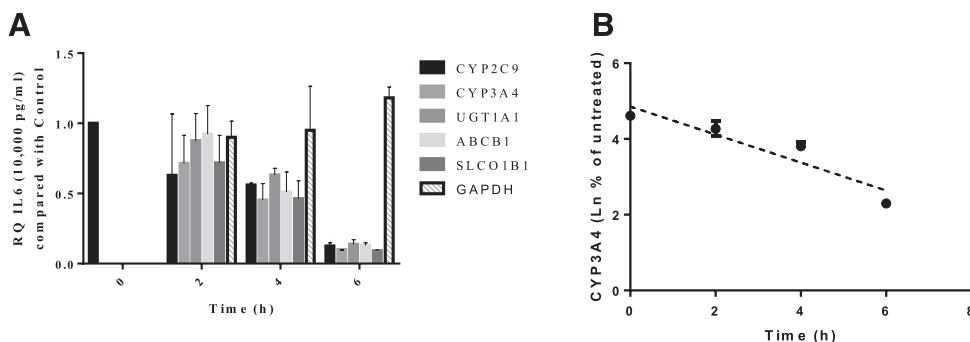 A
RQ IL6 (10,000 pg/ml)
compared with Control
1.5
1.0
0.5
0.0
0
2
4
6
Time (h)
CYP2C9
CYP3A4
UGT1A1
ABCB1
SLCO1B1
GAPDH
B
CYP3A4 (Ln % of untreated)
6
4
2
0
0
2
4
6
8
Time (h)